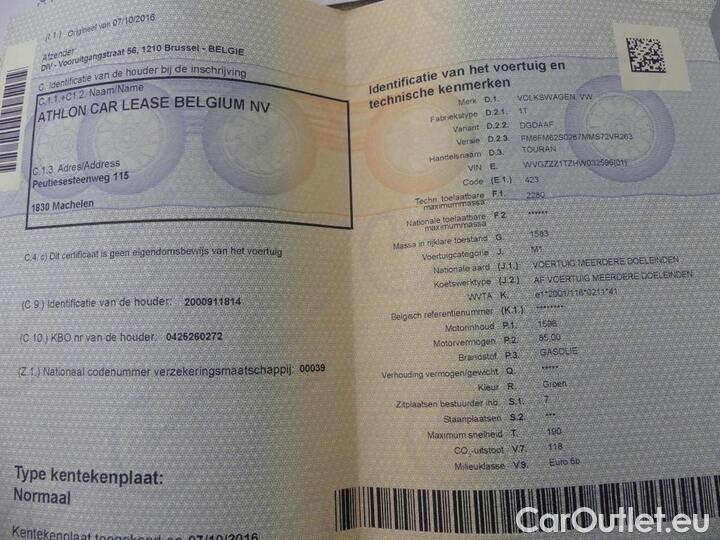 (I.1.) Origineel van 07/10/2016
Afzender
DIV - Vooruitgangstraat 56, 1210 Brussel - BELGIE
C. Identificatie van de houder bij de inschrijving
C.1.1.+C1.2. Naam/Name
ATHLON CAR LEASE BELGIUM NV
C.1.3 Adres/Address
Peutiesesteenweg 115
1830 Machelen
C.4. c) Dit certificaat is geen eigendomsbewijs van het voertuig
(C.9.) Identificatie van de houder: 2000911814
(C.10.) KBO nr van de houder: 0425260272
(Z.1.) Nationaal codenummer verzekeringsmaatschappij: 00039
Type kentekenplaat:
Normaal
Kentekenplaat toegekend op 07/10/2016
Identificatie van het voertuig en
technische kenmerken
Merk D.1. VOLKSWAGEN, VW
Fabriekstype D.2.1. 1T
Variant D.2.2. DGDAAF
Versie D.2.3. FM6FM62S0267MMS72VR263
Handelsnaam D.3. TOURAN
VIN E. WVGZZZ1TZHW032596(01)
Code (E.1.) 423
Techn. toelaatbare maximummassa F.1. 2280
Nationale toelaatbare maximummassa F.2. ******
Massa in rijklare toestand G. 1583
Voertuigcategorie J. M1
Nationale aard (J.1.) VOERTUIG MEERDERE DOELEINDEN
Koetswerktype (J.2.) AF VOERTUIG MEERDERE DOELEINDEN
WVTA K. e1*2001/116*0211*41
Belgisch referentienummer (K.1.) ********
Motorinhoud P.1. 1598
Motorvermogen P.2. 85,00
Brandstof P.3. GASOLIE
Verhouding vermogen/gewicht Q. ****
Kleur R. Groen
Zitplaatsen bestuurder inb. S.1. 7
Staanplaatsen S.2. ***
Maximum snelheid T. 190
CO2-uitstoot V.7. 118
Milieuklasse V.9. Euro 6b
CarOutlet.eu